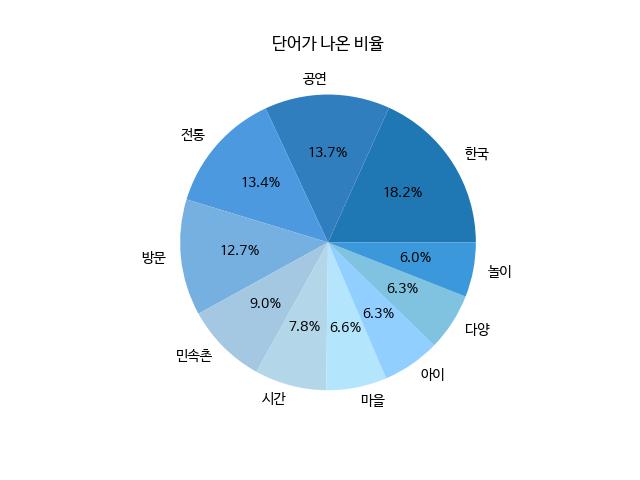 단어가 나온 비율
공연
전통
13.7%
한국
13.4%
18.2%
방문
12.7%
6.0%
놀이
9.0%
6.3%
7.8%
6.6%
6.3%
다양
민속촌
아이
시간
마을